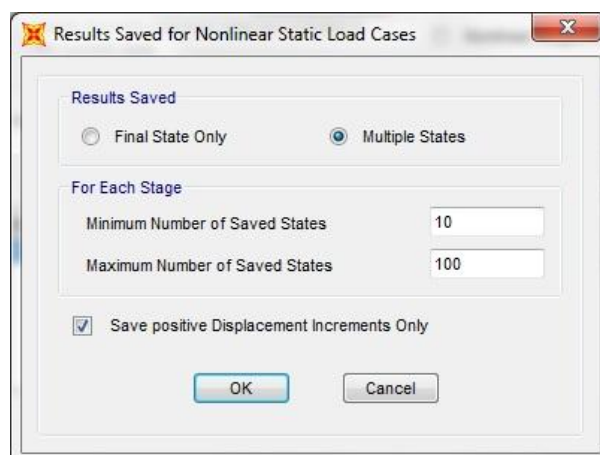 Results Saved for Nonlinear Static Load Cases
Results Saved
Final State Only Multiple States
For Each Stage
Minimum Number of Saved States 10
Maximum Number of Saved States 100
Save positive Displacement Increments Only
OK Cancel